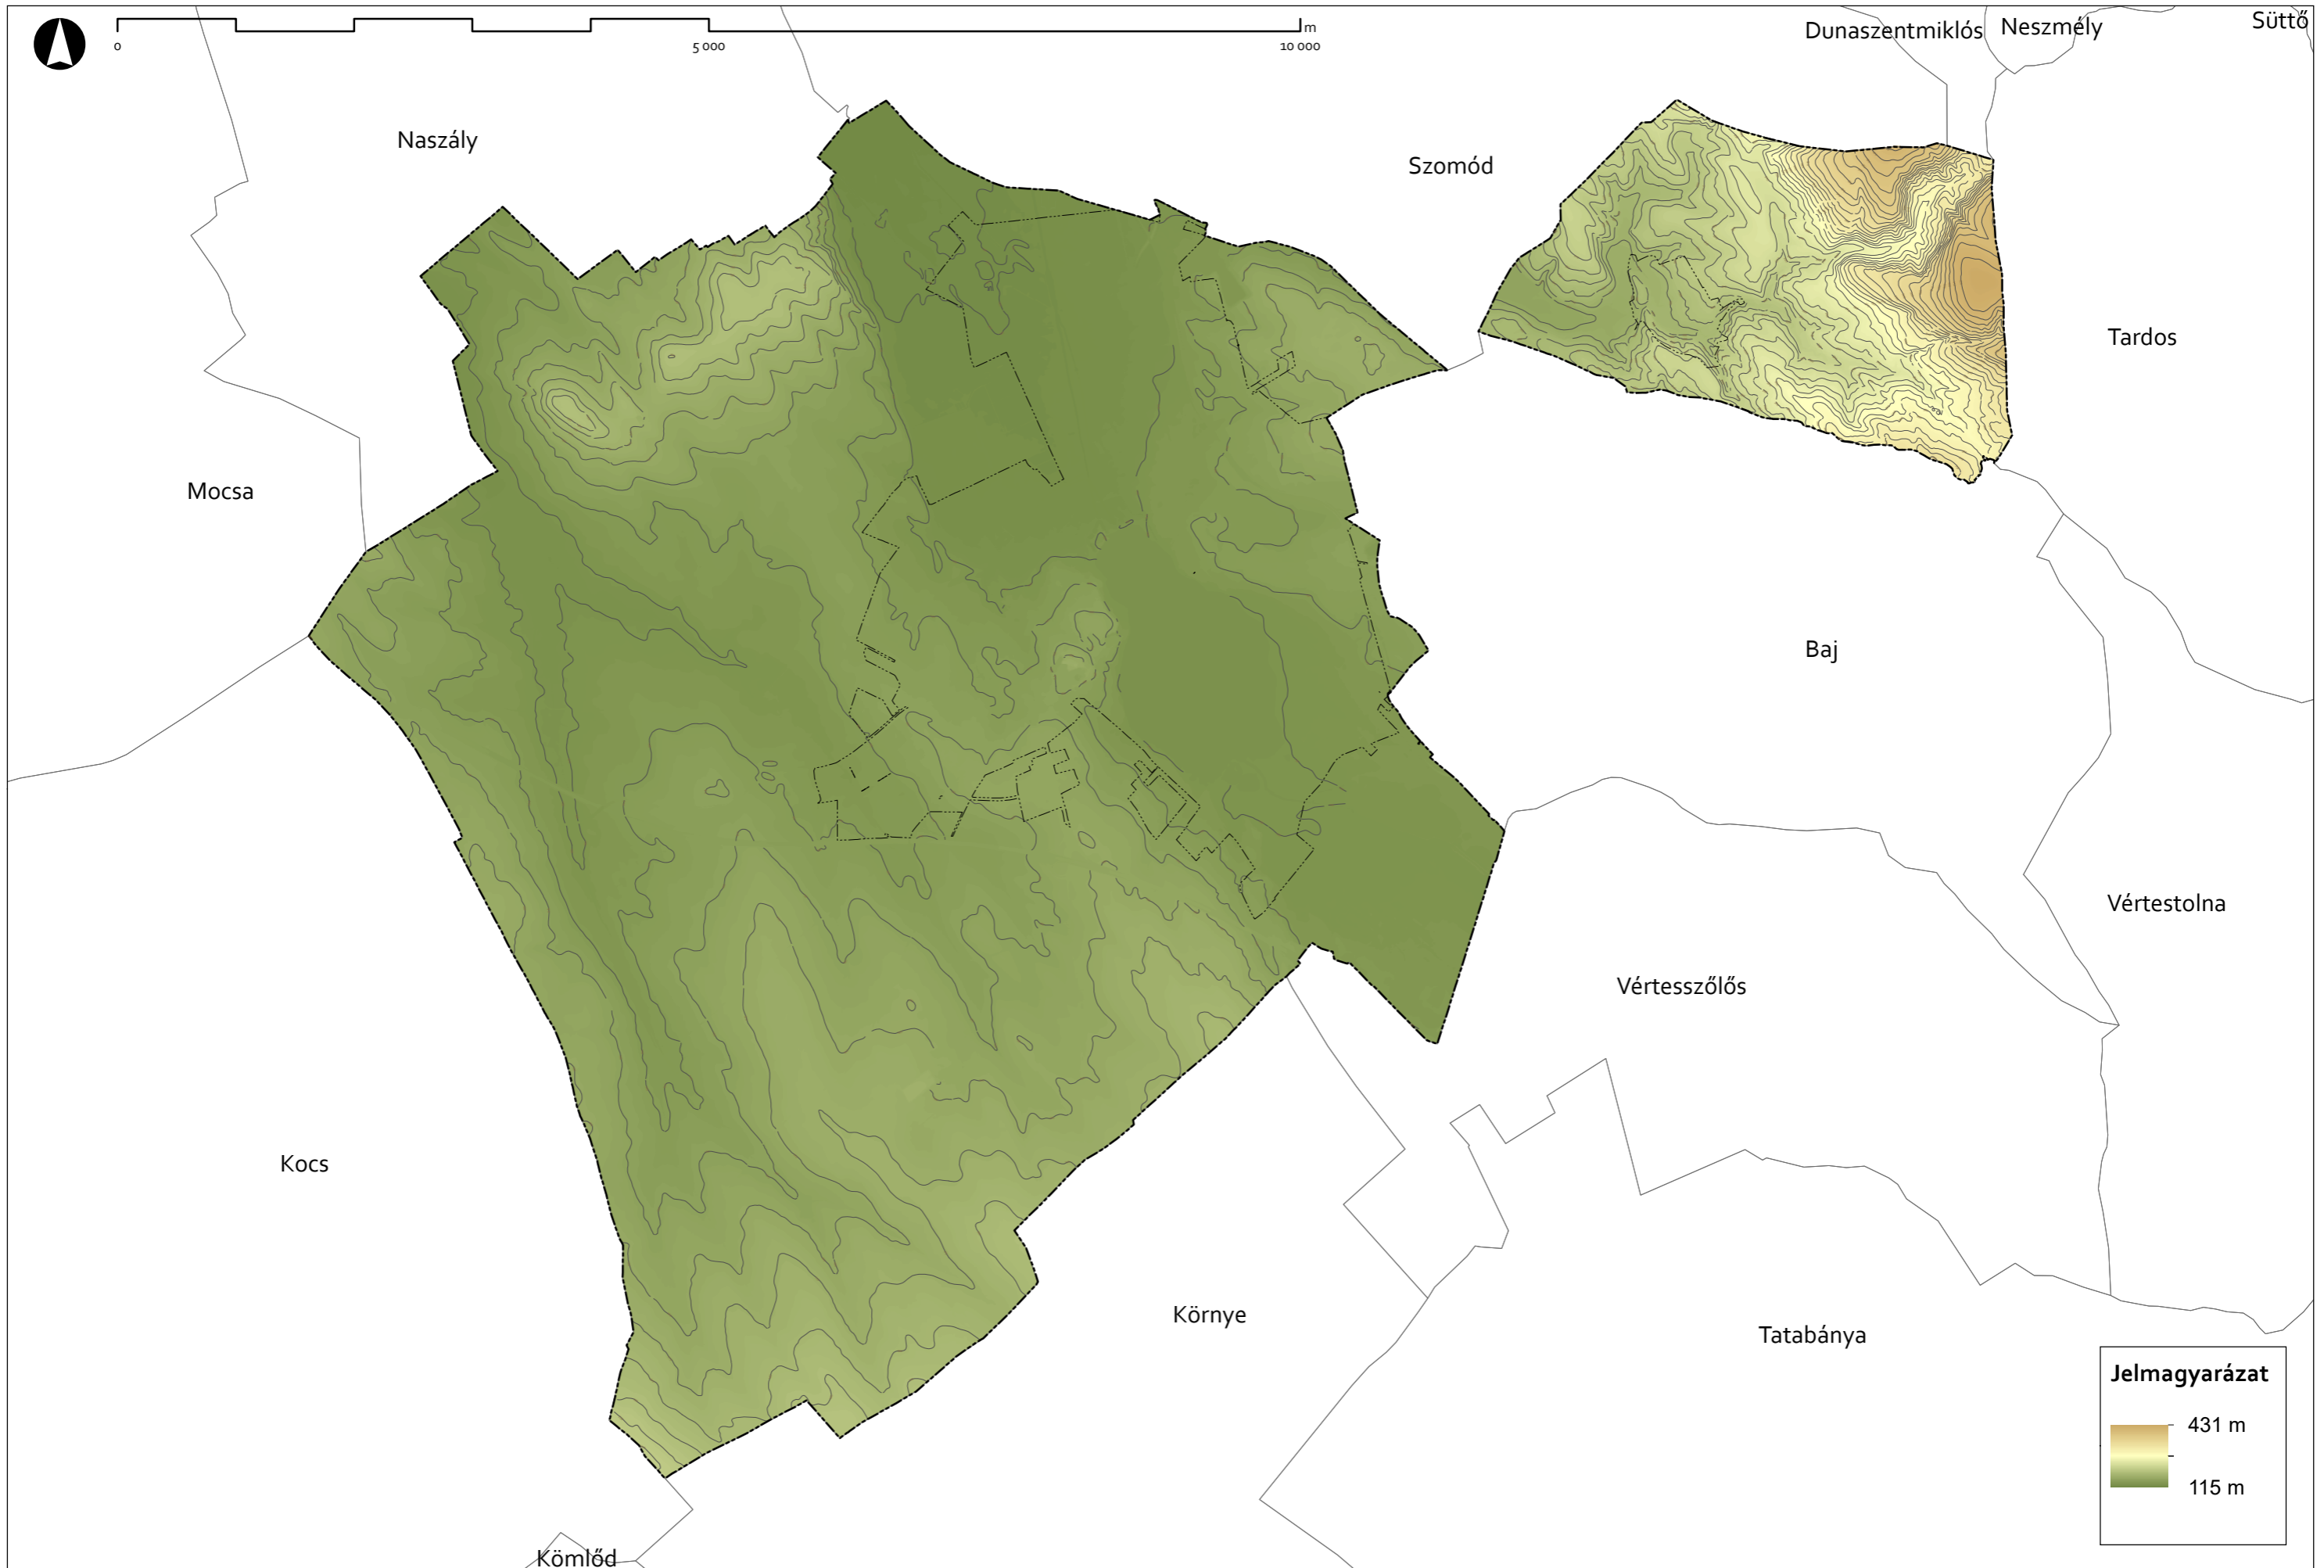 0
5 000
10 000
m
Dunaszentmiklós
Neszmély
Süttő
Naszály
Szomód
Tardos
Mocsa
Baj
Vértestolna
Vértesszőlős
Kocs
Környe
Tatabánya
Kömlőd
Jelmagyarázat
431 m
115 m